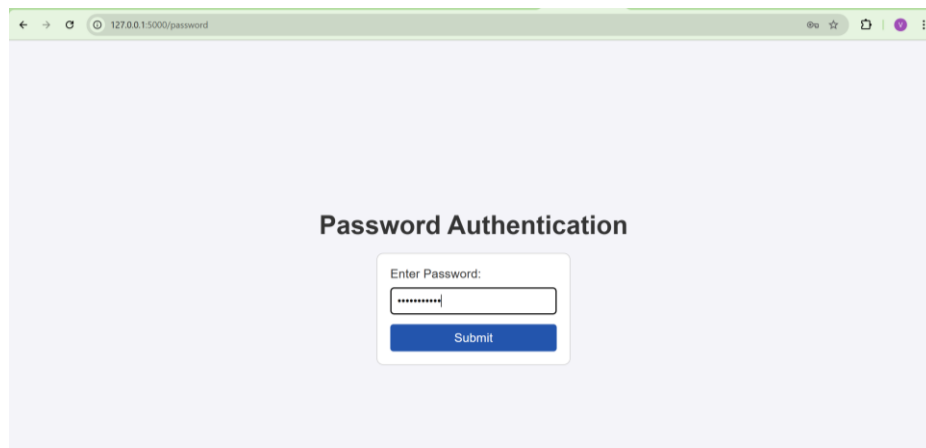 127.0.0.1:5000/password
V
Password Authentication
Enter Password:
•••••••••••
Submit